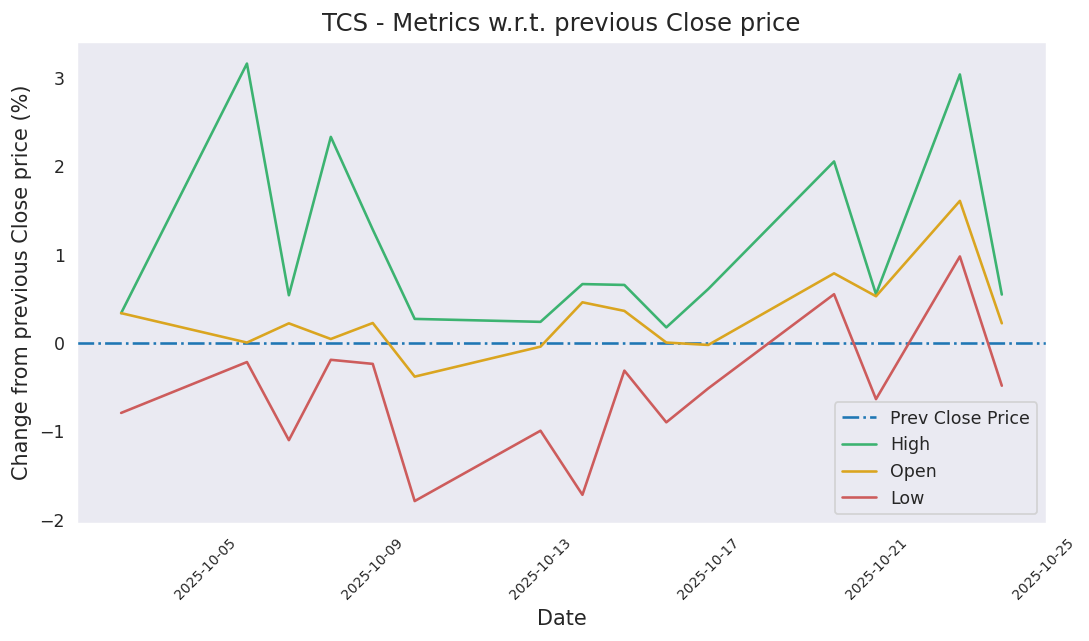 TCS - Metrics w.r.t. previous Close price
Change from previous Close price (%)
3
2
1
0
−1
−2
Prev Close Price
High
Open
Low
2025-10-05
2025-10-09
2025-10-13
2025-10-17
2025-10-21
2025-10-25
Date